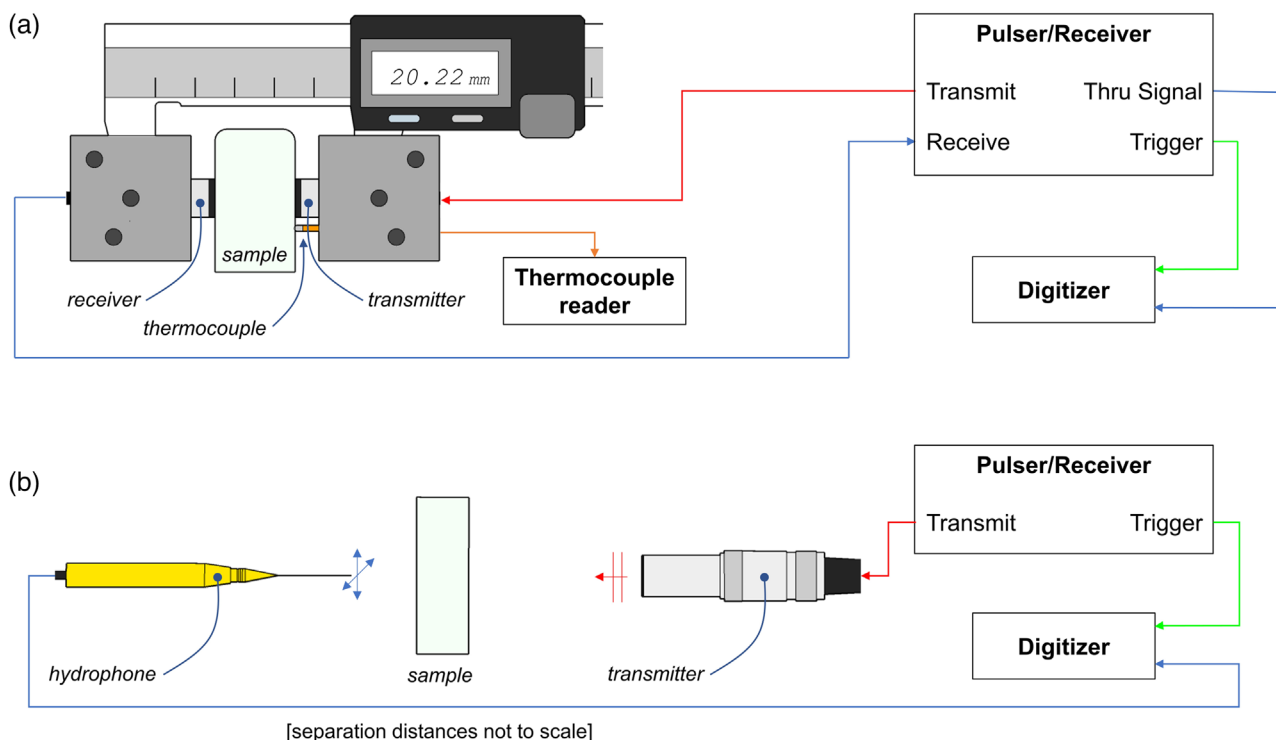 (a)
20.22 mm
Pulser/Receiver
Transmit
Thru Signal
Receive
Trigger
sample
receiver
transmitter
thermocouple
Thermocouple
reader
Digitizer
(b)
Pulser/Receiver
Transmit
Trigger
hydrophone
sample
transmitter
Digitizer
[separation distances not to scale]